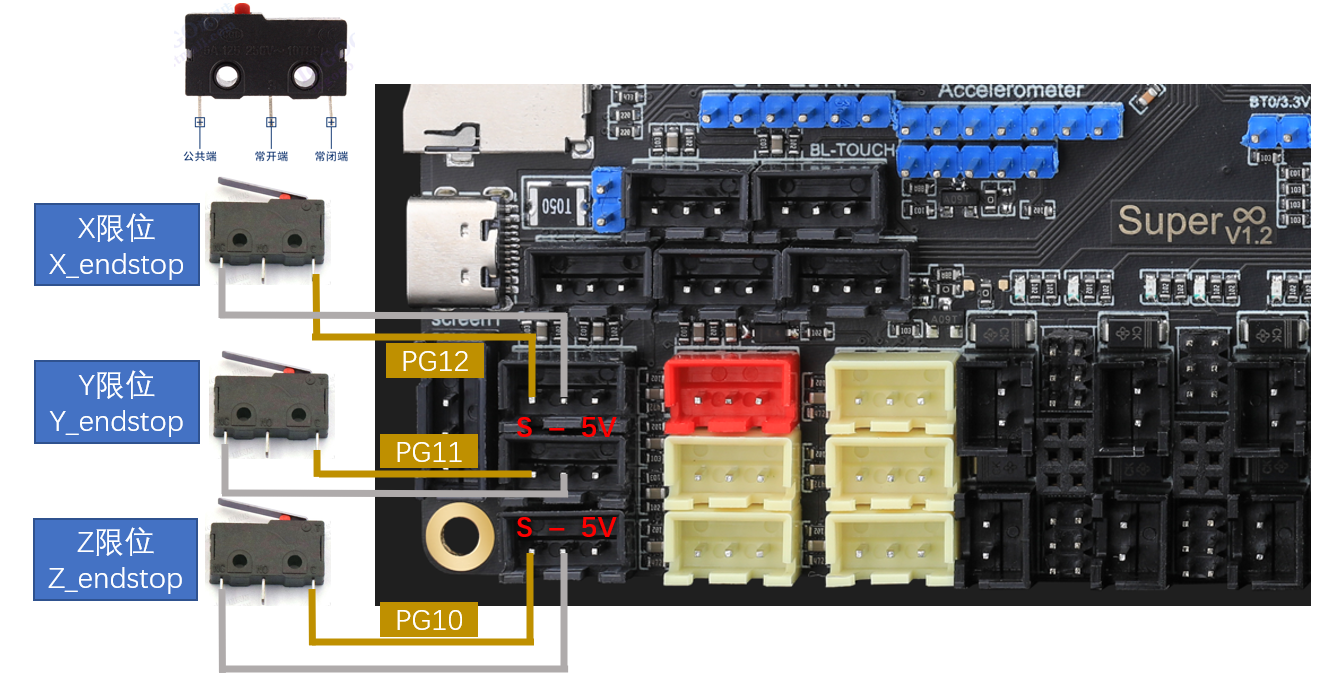 公共端 常开端 常闭端
Accelerometer
BT0/3.3V
BL-TOUCH
T050
Super
V1.2
X限位
X_endstop
PG12
S – 5V
Y限位
Y_endstop
PG11
Z限位
Z_endstop
S – 5V
PG10